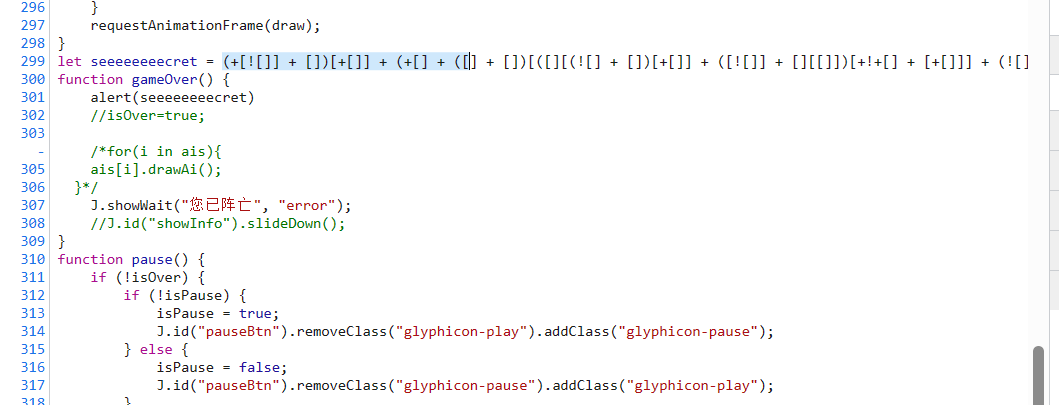 296 }
297 requestAnimationFrame(draw);
298 }
299 let seeeeeeeecret = (+[![]] + [])[+[]] + (+[] + ([] + [])[([][(![] + [])[+[]] + ([![]] + [][[]])[+!+[] + [+[]]] + (![]
300 function gameOver() {
301 alert(seeeeeeeecret)
302 //isOver=true;
303
- /*for(i in ais){
305 ais[i].drawAi();
306 }*/
307 J.showWait("您已阵亡", "error");
308 //J.id("showInfo").slideDown();
309 }
310 function pause() {
311 if (!isOver) {
312 if (!isPause) {
313 isPause = true;
314 J.id("pauseBtn").removeClass("glyphicon-play").addClass("glyphicon-pause");
315 } else {
316 isPause = false;
317 J.id("pauseBtn").removeClass("glyphicon-pause").addClass("glyphicon-play");
318 }